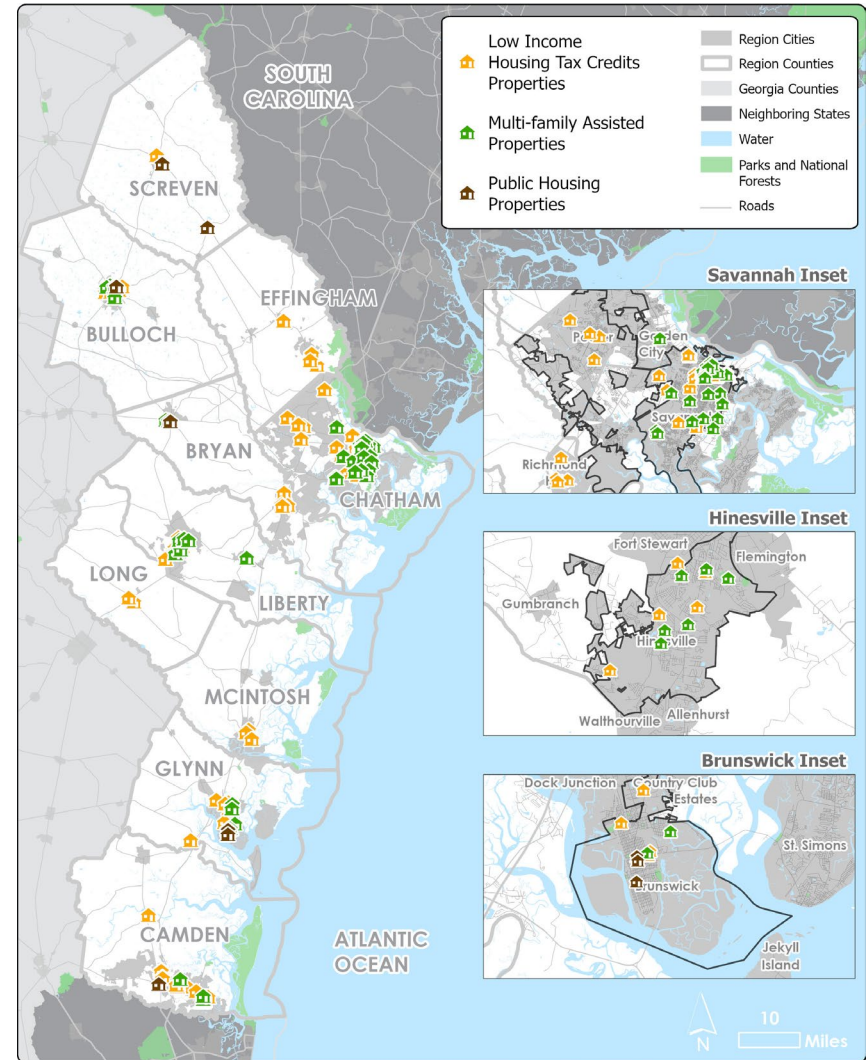 Low Income
Housing Tax Credits
Properties
Multi-family Assisted
Properties
Public Housing
Properties
Region Cities
Region Counties
Georgia Counties
Neighboring States
Water
Parks and National
Forests
Roads
SOUTH
CAROLINA
SCREVEN
BULLOCH
EFFINGHAM
BRYAN
CHATHAM
LONG
LIBERTY
MCINTOSH
GLYNN
CAMDEN
ATLANTIC
OCEAN
Savannah Inset
Garden
City
Richmond
Hinesville Inset
Fort Stewart
Flemington
Gumbranch
Hinesville
Walthourville
Allenhurst
Brunswick Inset
Dock Junction
Country Club
Estates
St. Simons
Brunswick
Jekyll
Island
N
10
Miles